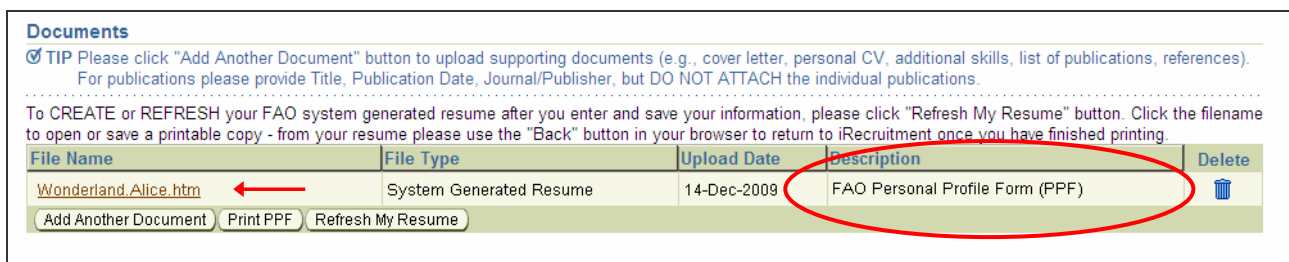 Documents
TIP Please click "Add Another Document" button to upload supporting documents (e.g., cover letter, personal CV, additional skills, list of publications, references).
For publications please provide Title, Publication Date, Journal/Publisher, but DO NOT ATTACH the individual publications.
To CREATE or REFRESH your FAO system generated resume after you enter and save your information, please click "Refresh My Resume" button. Click the filename
to open or save a printable copy - from your resume please use the "Back" button in your browser to return to iRecruitment once you have finished printing.
File Name File Type Upload Date Description Delete
Wonderland.Alice.htm System Generated Resume 14-Dec-2009 FAO Personal Profile Form (PPF)
Add Another Document Print PPF Refresh My Resume